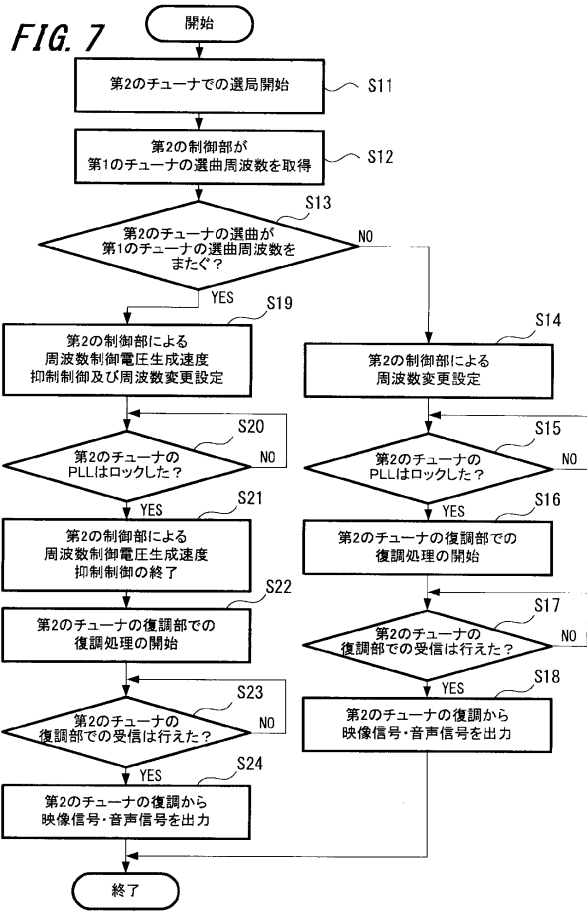 FIG. 7
開始
第2のチューナでの選局開始
S11
第2の制御部が
第1のチューナの選曲周波数を取得
S12
S13
第2のチューナの選曲が
第1のチューナの選曲周波数を
またぐ？
NO
YES
S19
第2の制御部による
周波数制御電圧生成速度
抑制制御及び周波数変更設定
S20
第2のチューナの
PLLはロックした？
NO
YES
S21
第2の制御部による
周波数制御電圧生成速度
抑制制御の終了
S22
第2のチューナの復調部での
復調処理の開始
S23
第2のチューナの
復調部での受信は行えた？
NO
YES
S24
第2のチューナの復調から
映像信号・音声信号を出力
S14
第2の制御部による
周波数変更設定
S15
第2のチューナの
PLLはロックした？
NO
YES
S16
第2のチューナの復調部での
復調処理の開始
S17
第2のチューナの
復調部での受信は行えた？
NO
YES
S18
第2のチューナの復調から
映像信号・音声信号を出力
終了